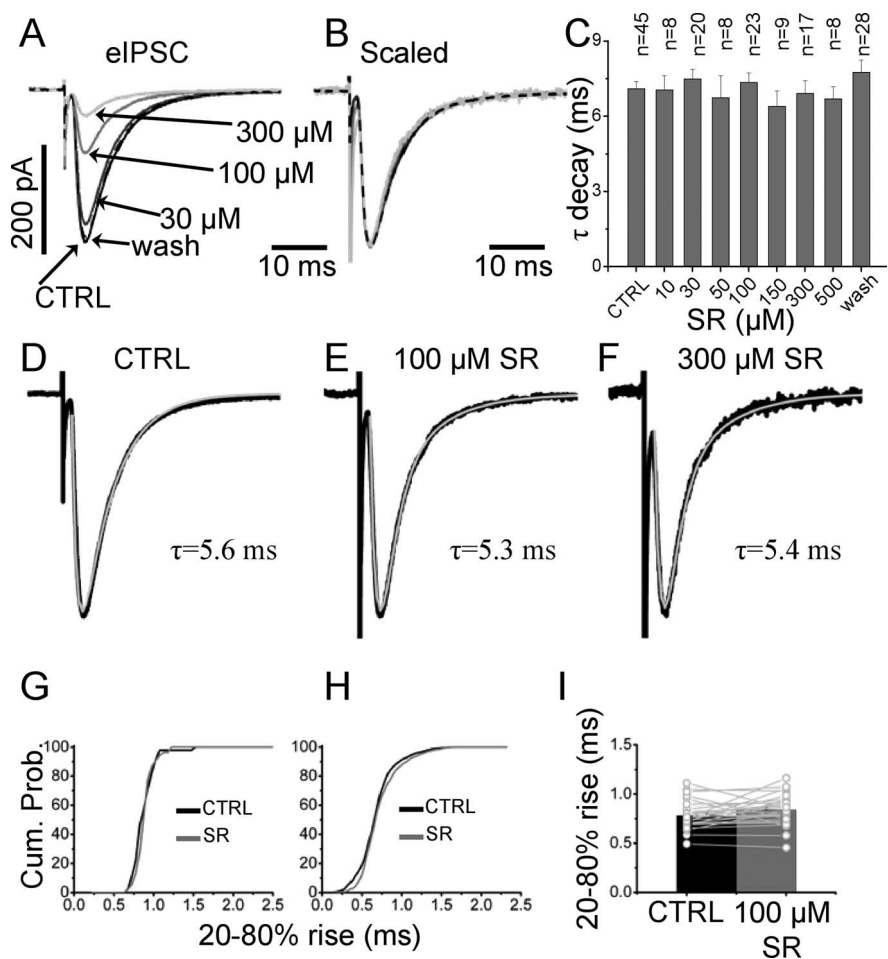 A
eIPSC
300 µM
100 µM
30 µM
wash
CTRL
200 pA
10 ms
B
Scaled
10 ms
C
n=45
n=8
n=20
n=8
n=23
n=9
n=17
n=8
n=28
τ decay (ms)
9
6
3
0
CTRL
10
30
50
100
150
300
500
wash
SR (µM)
D
CTRL
τ=5.6 ms
E
100 µM SR
τ=5.3 ms
F
300 µM SR
τ=5.4 ms
G
Cum. Prob.
100
80
60
40
20
0
CTRL
SR
0.0 0.5 1.0 1.5 2.0 2.5
H
100
80
60
40
20
0
CTRL
SR
0.0 0.5 1.0 1.5 2.0 2.5
20-80% rise (ms)
I
20-80% rise (ms)
1.5
1.0
0.5
0.0
CTRL
100 µM
SR